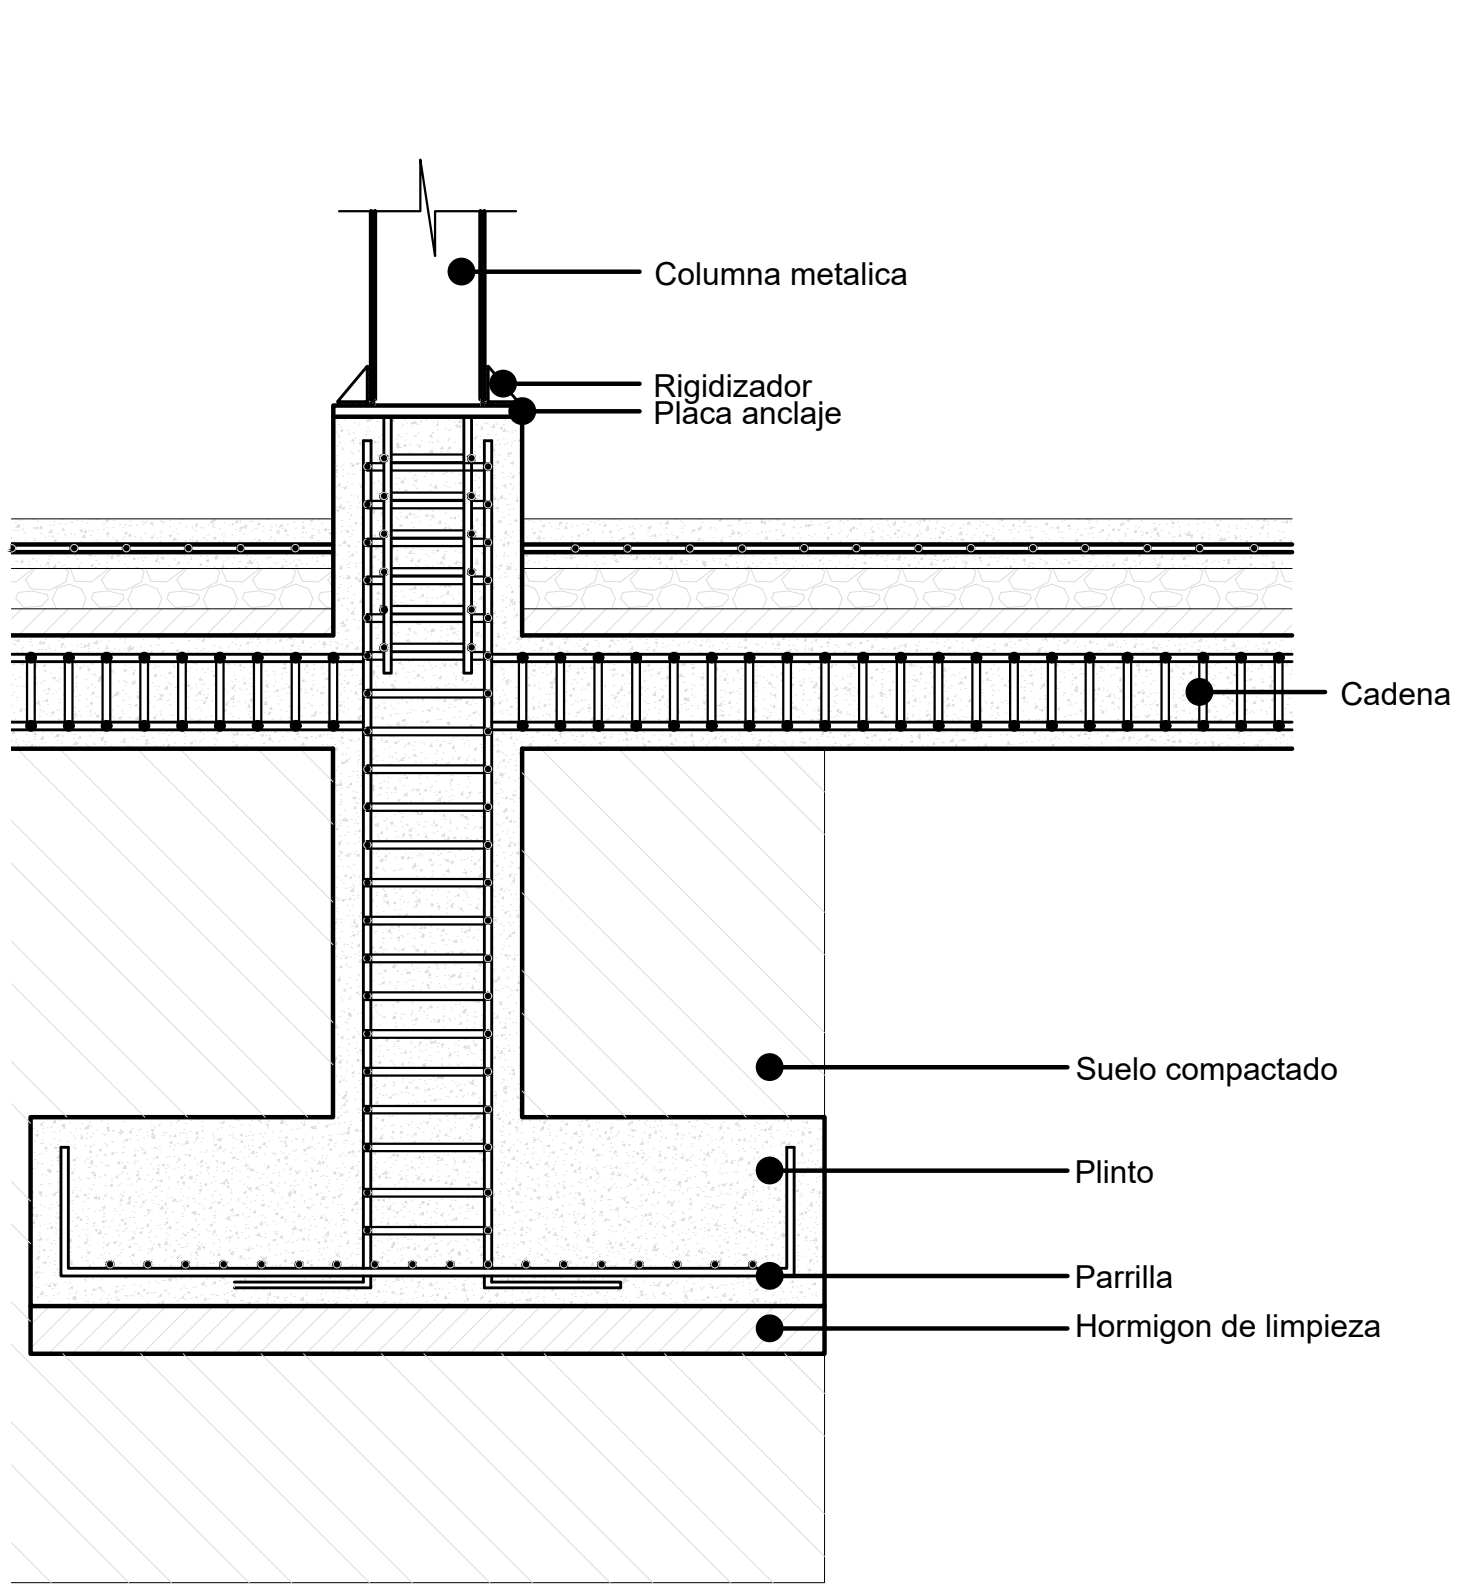 Columna metalica
Rigidizador
Placa anclaje
Cadena
Suelo compactado
Plinto
Parrilla
Hormigon de limpieza